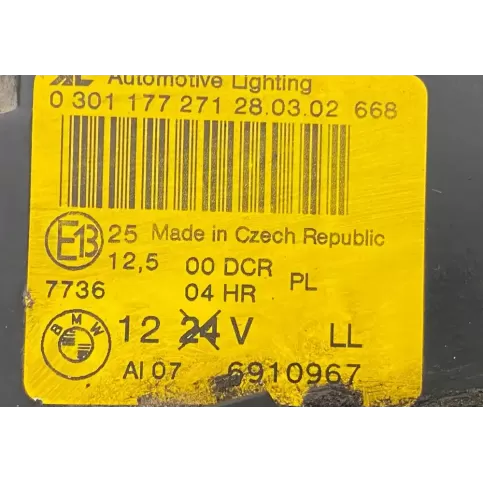 AL Automotive Lighting
0 301 177 271 28.03.02 668
E13 25 Made in Czech Republic
12,5 00 DCR PL
7736 04 HR
BMW 12 24 V LL
AI 07 6910967